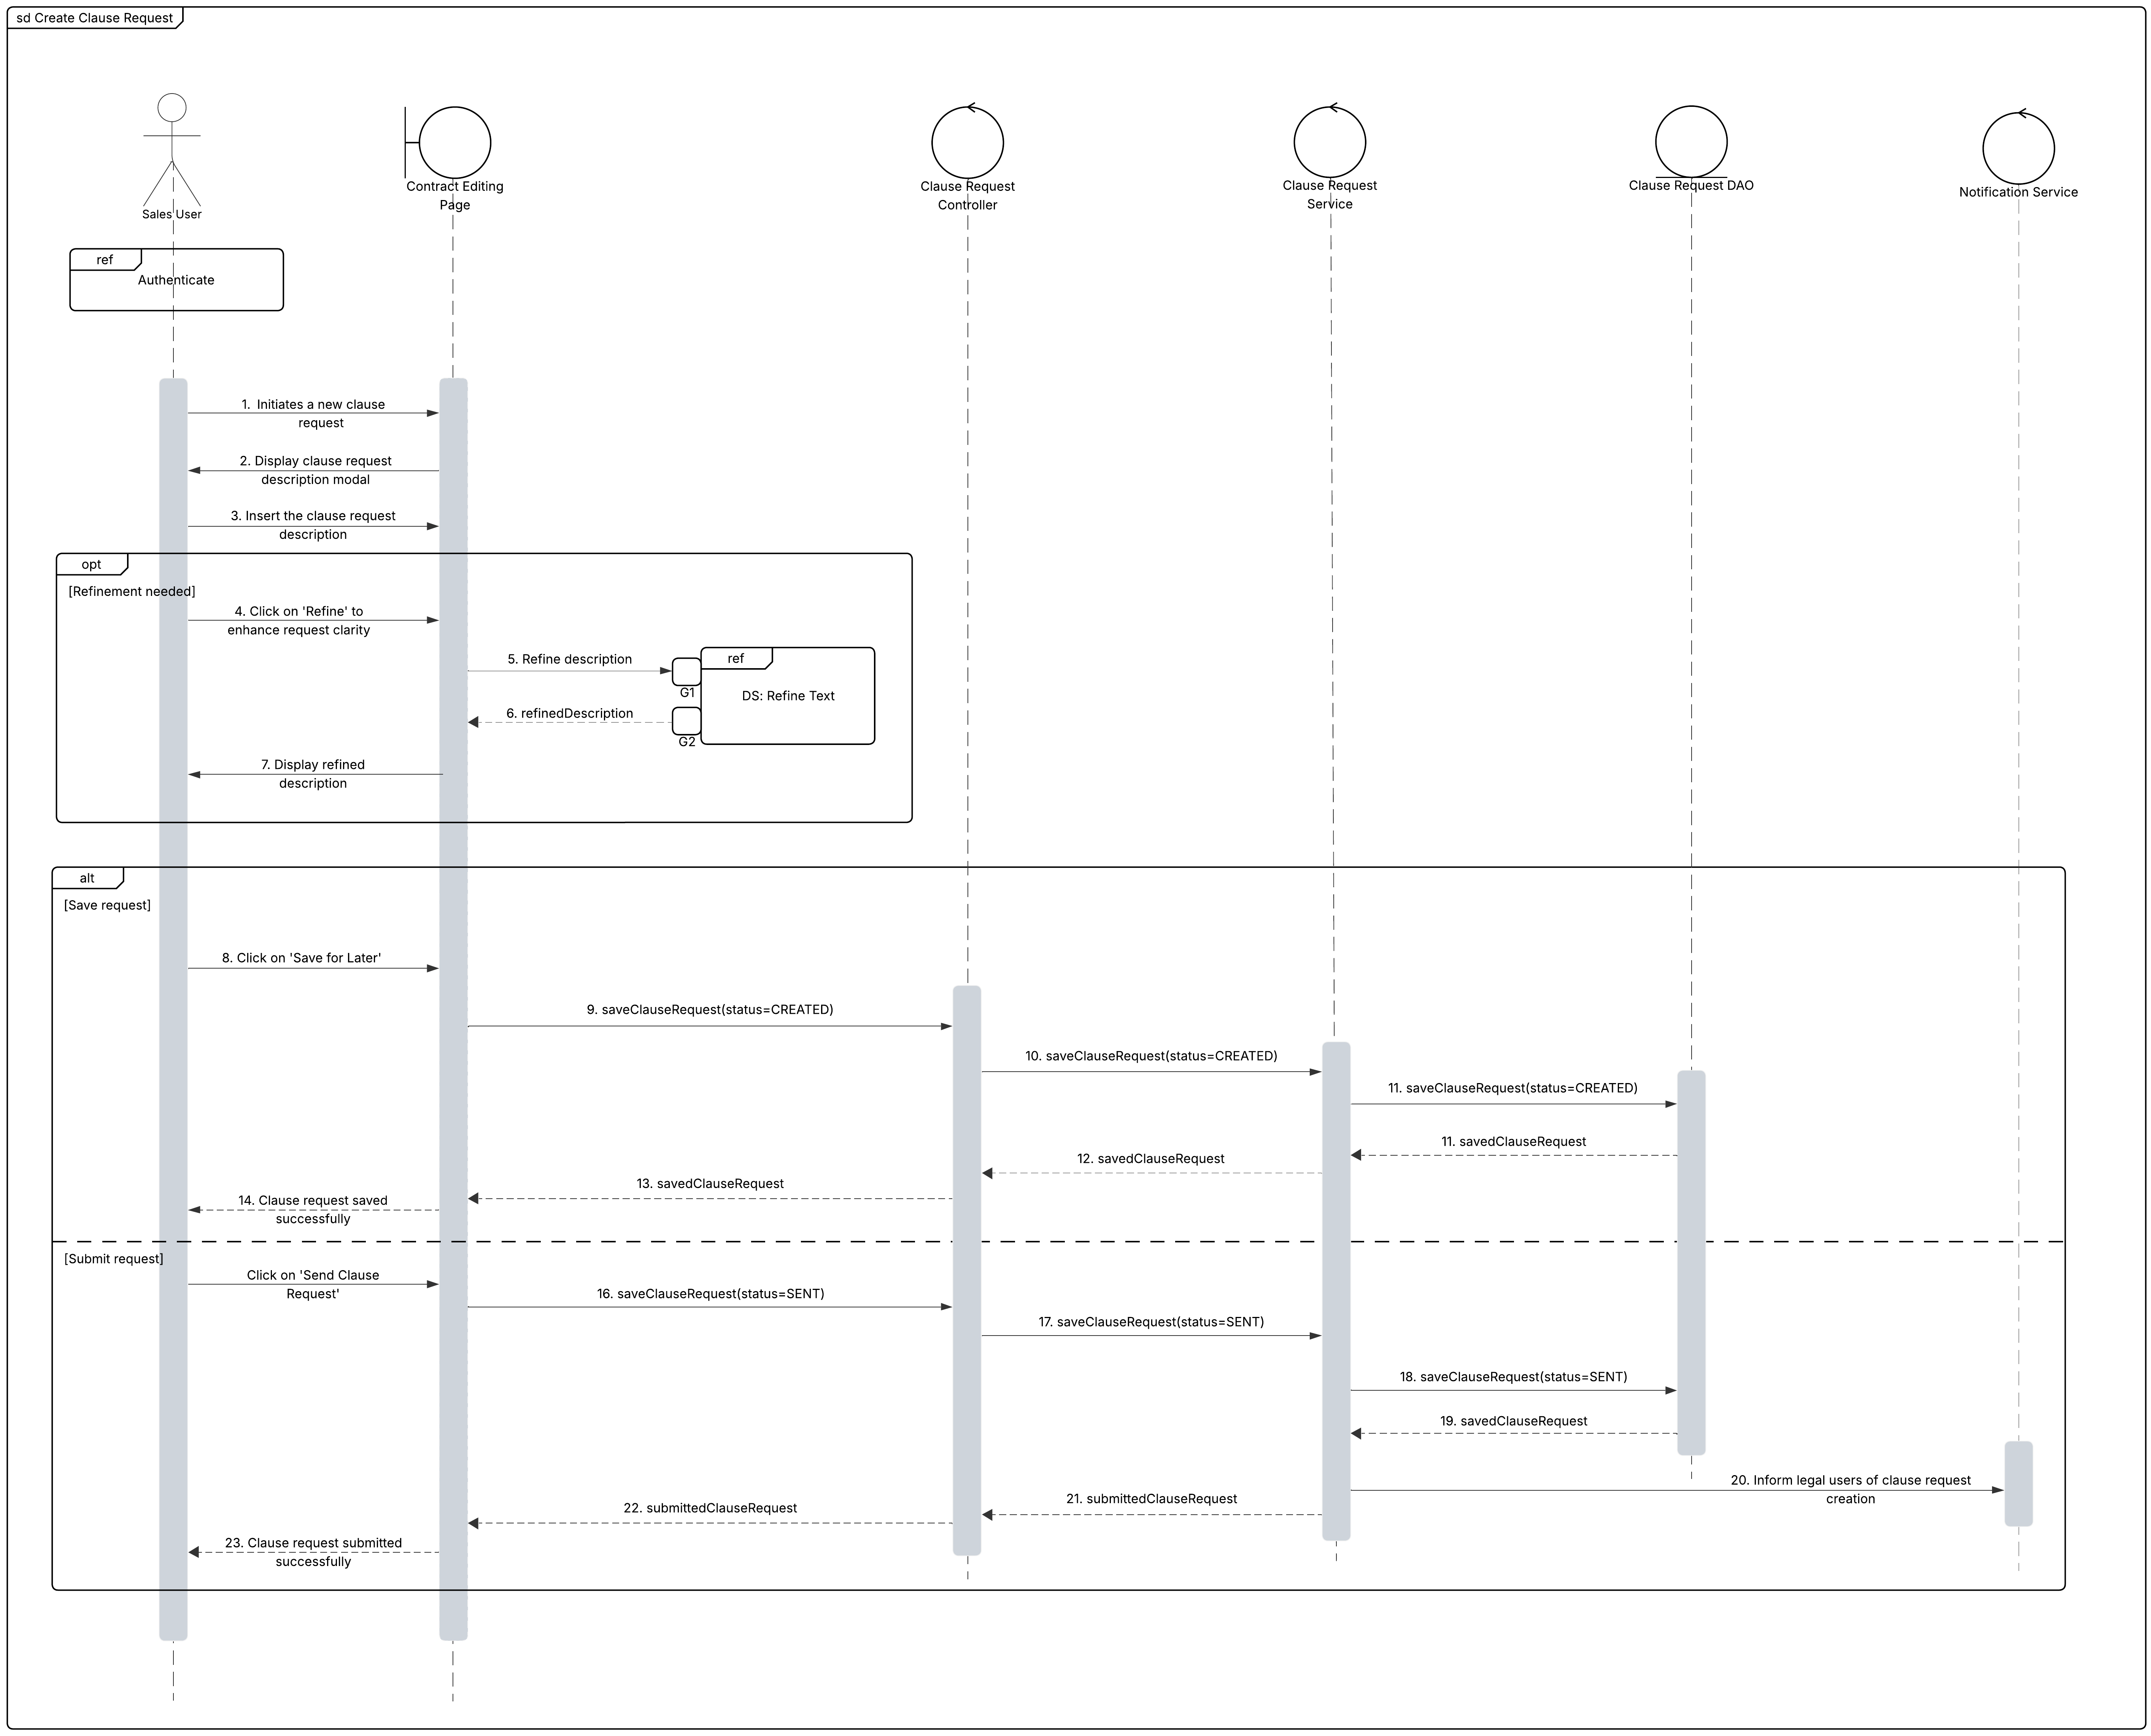 sd Create Clause Request
Sales User
Contract Editing
Page
Clause Request
Controller
Clause Request
Service
Clause Request DAO
Notification Service
ref
Authenticate
1. Initiates a new clause
request
2. Display clause request
description modal
3. Insert the clause request
description
opt
[Refinement needed]
4. Click on 'Refine' to
enhance request clarity
5. Refine description
G1
ref
DS: Refine Text
6. refinedDescription
G2
7. Display refined
description
alt
[Save request]
8. Click on 'Save for Later'
9. saveClauseRequest(status=CREATED)
10. saveClauseRequest(status=CREATED)
11. saveClauseRequest(status=CREATED)
11. savedClauseRequest
12. savedClauseRequest
13. savedClauseRequest
14. Clause request saved
successfully
[Submit request]
Click on 'Send Clause
Request'
16. saveClauseRequest(status=SENT)
17. saveClauseRequest(status=SENT)
18. saveClauseRequest(status=SENT)
19. savedClauseRequest
20. Inform legal users of clause request
creation
21. submittedClauseRequest
22. submittedClauseRequest
23. Clause request submitted
successfully